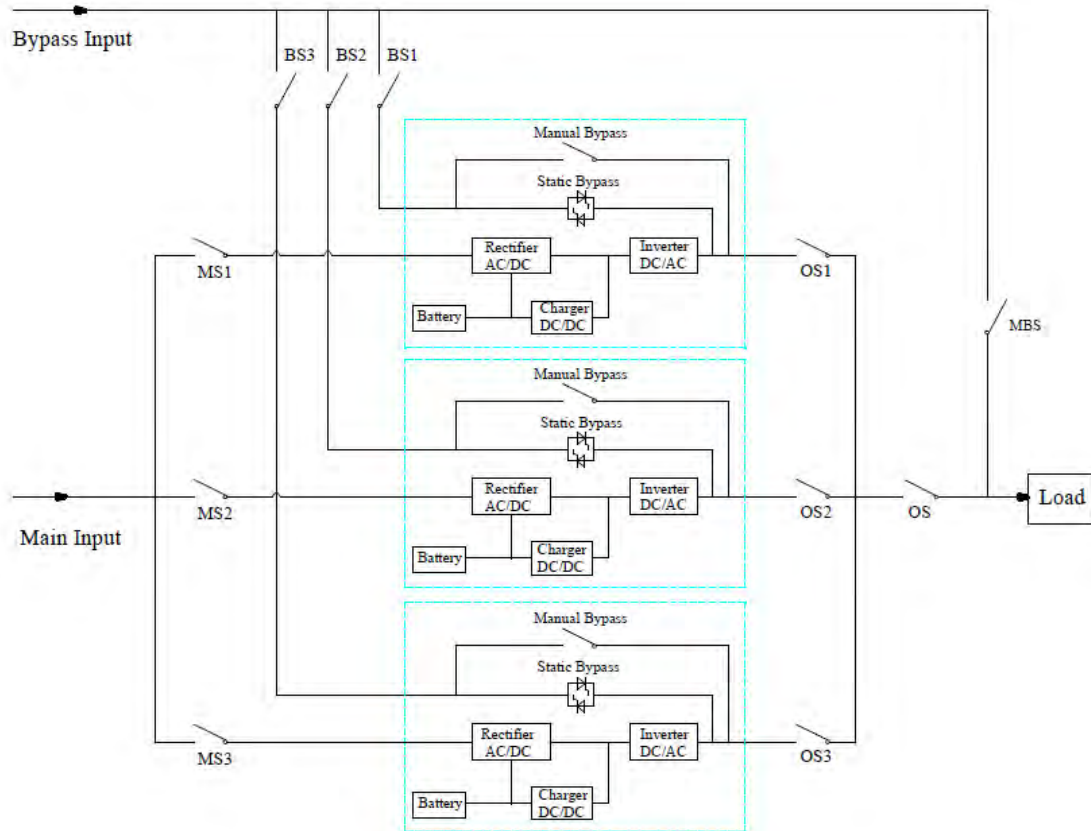 Bypass Input
BS3
BS2
BS1
Manual Bypass
Static Bypass
Rectifier
AC/DC
Inverter
DC/AC
MS1
OS1
Battery
Charger
DC/DC
MBS
Manual Bypass
Static Bypass
Rectifier
AC/DC
Inverter
DC/AC
Load
MS2
OS2
OS
Main Input
Battery
Charger
DC/DC
Manual Bypass
Static Bypass
Rectifier
AC/DC
Inverter
DC/AC
MS3
OS3
Battery
Charger
DC/DC